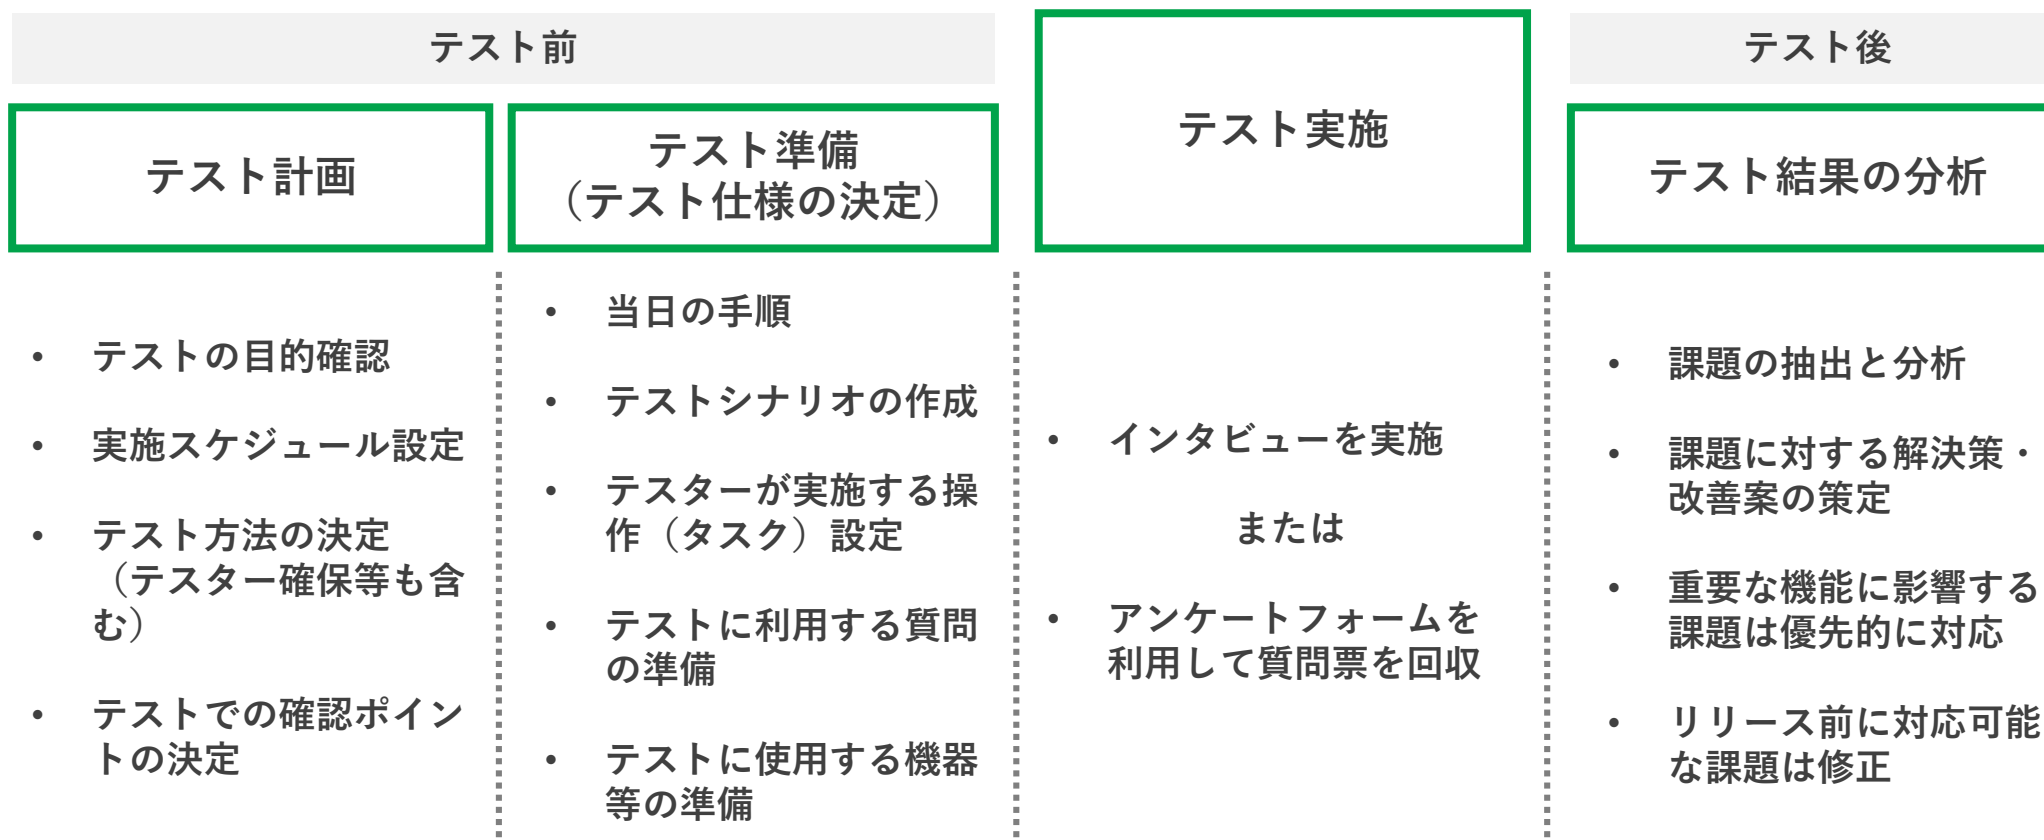 テスト前
テスト計画
テスト準備
（テスト仕様の決定）
テスト実施
テスト後
テスト結果の分析
• テストの目的確認
• 実施スケジュール設定
• テスト方法の決定
（テスター確保等も含
む）
• テストでの確認ポイン
トの決定
• 当日の手順
• テストシナリオの作成
• テスターが実施する操
作（タスク）設定
• テストに利用する質問
の準備
• テストに使用する機器
等の準備
• インタビューを実施
または
• アンケートフォームを
利用して質問票を回収
• 課題の抽出と分析
• 課題に対する解決策・
改善案の策定
• 重要な機能に影響する
課題は優先的に対応
• リリース前に対応可能
な課題は修正